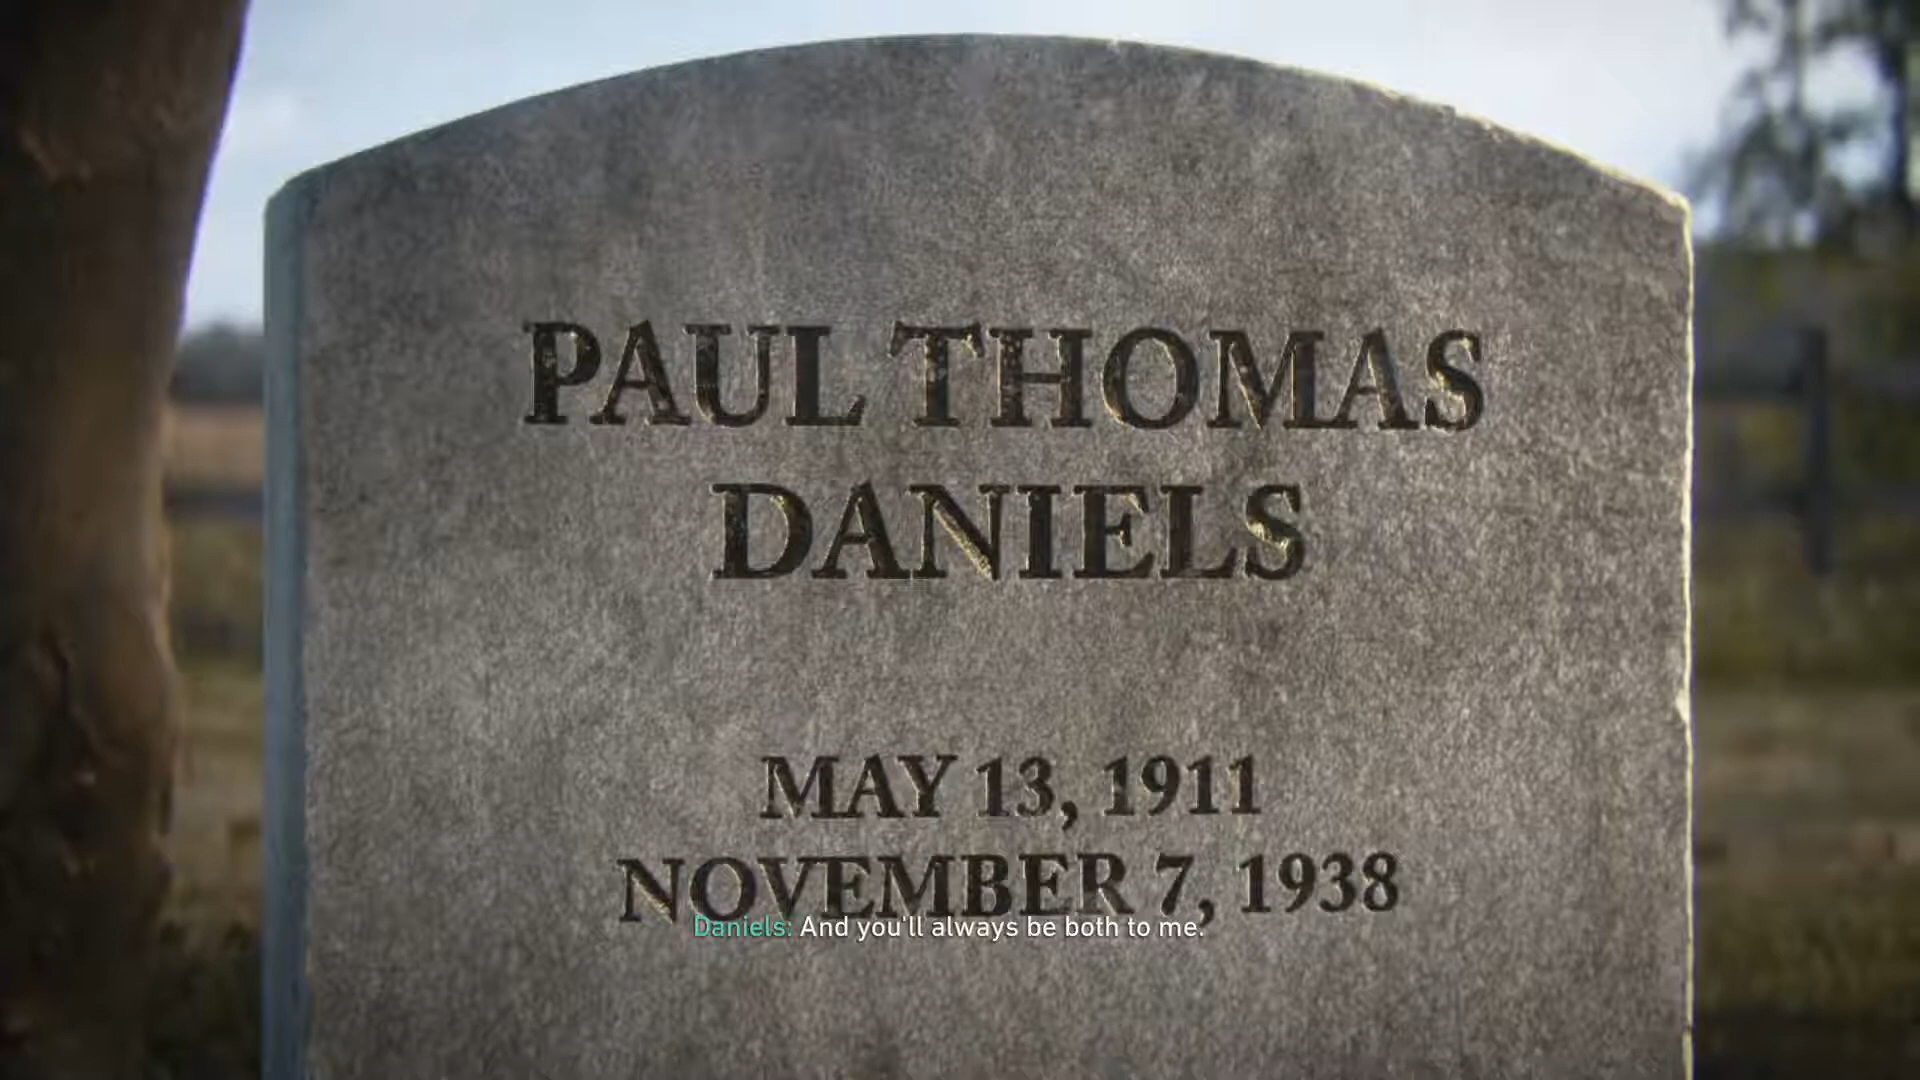 PAUL THOMAS
DANIELS
MAY 13, 1911
NOVEMBER 7, 1938
Daniels: And you'll always be both to me.